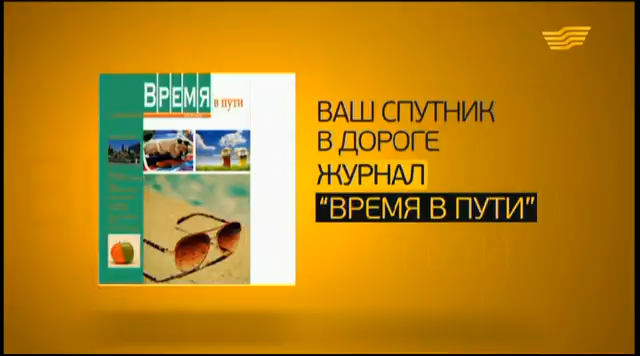 Время
в пути
ВАШ СПУТНИК
В ДОРОГЕ
ЖУРНАЛ
“ВРЕМЯ В ПУТИ”